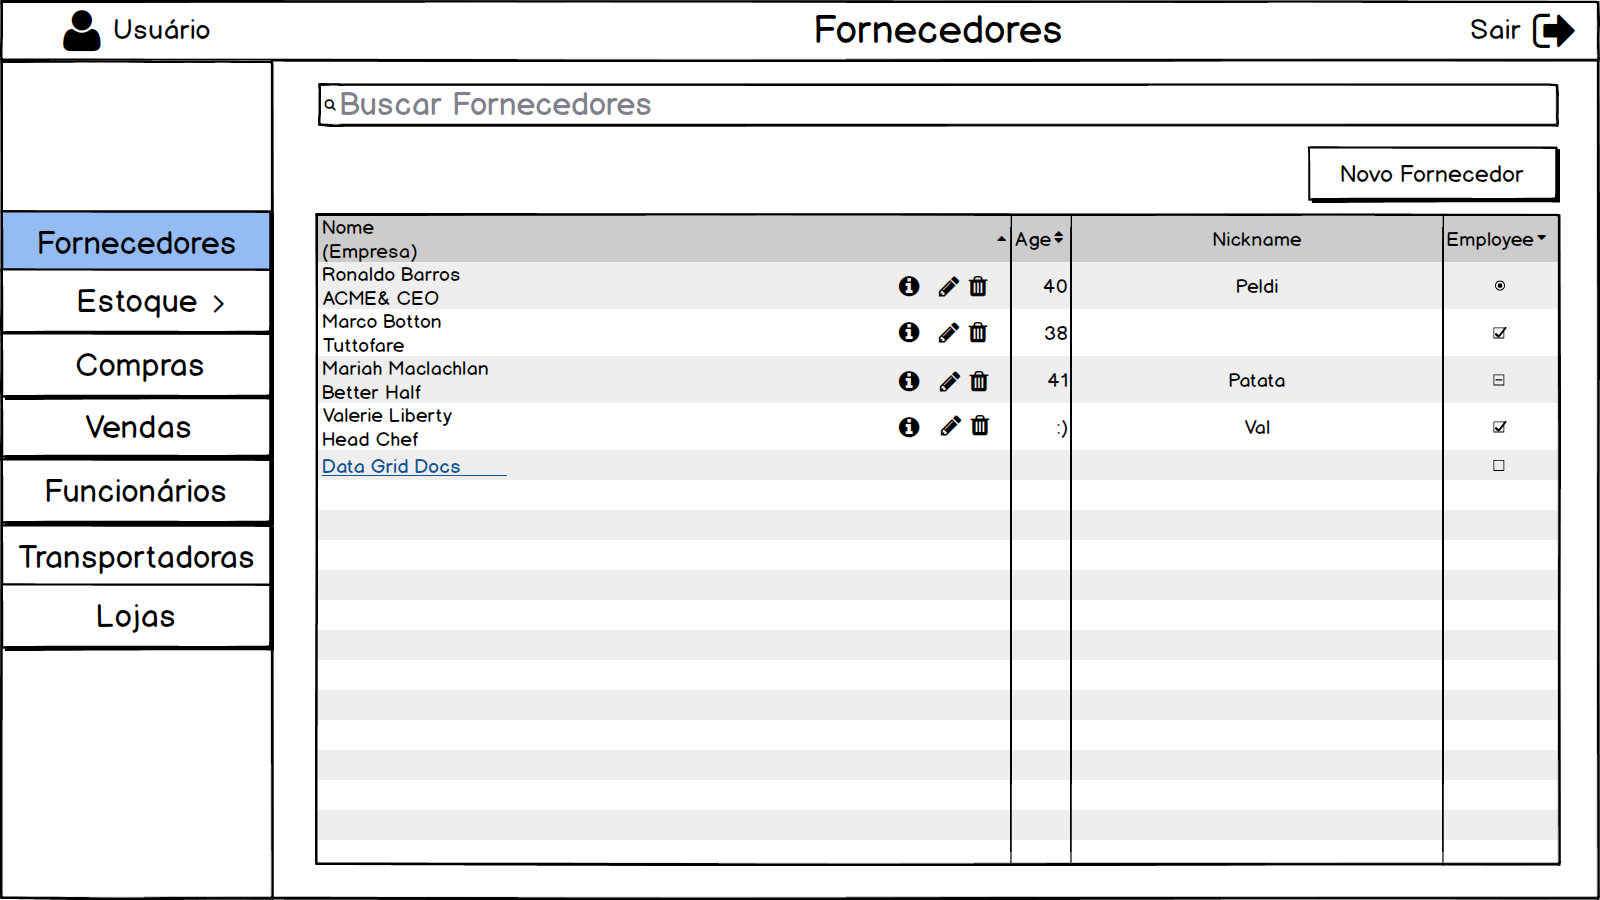 Usuário
Fornecedores
Sair
Buscar Fornecedores
Novo Fornecedor
Fornecedores
Estoque >
Compras
Vendas
Funcionários
Transportadoras
Lojas
Nome
(Empresa)
Age
Nickname
Employee
Ronaldo Barros
ACME& CEO
40
Peldi
Marco Botton
Tuttofare
38
Mariah Maclachlan
Better Half
41
Patata
Valerie Liberty
Head Chef
:)
Val
Data Grid Docs